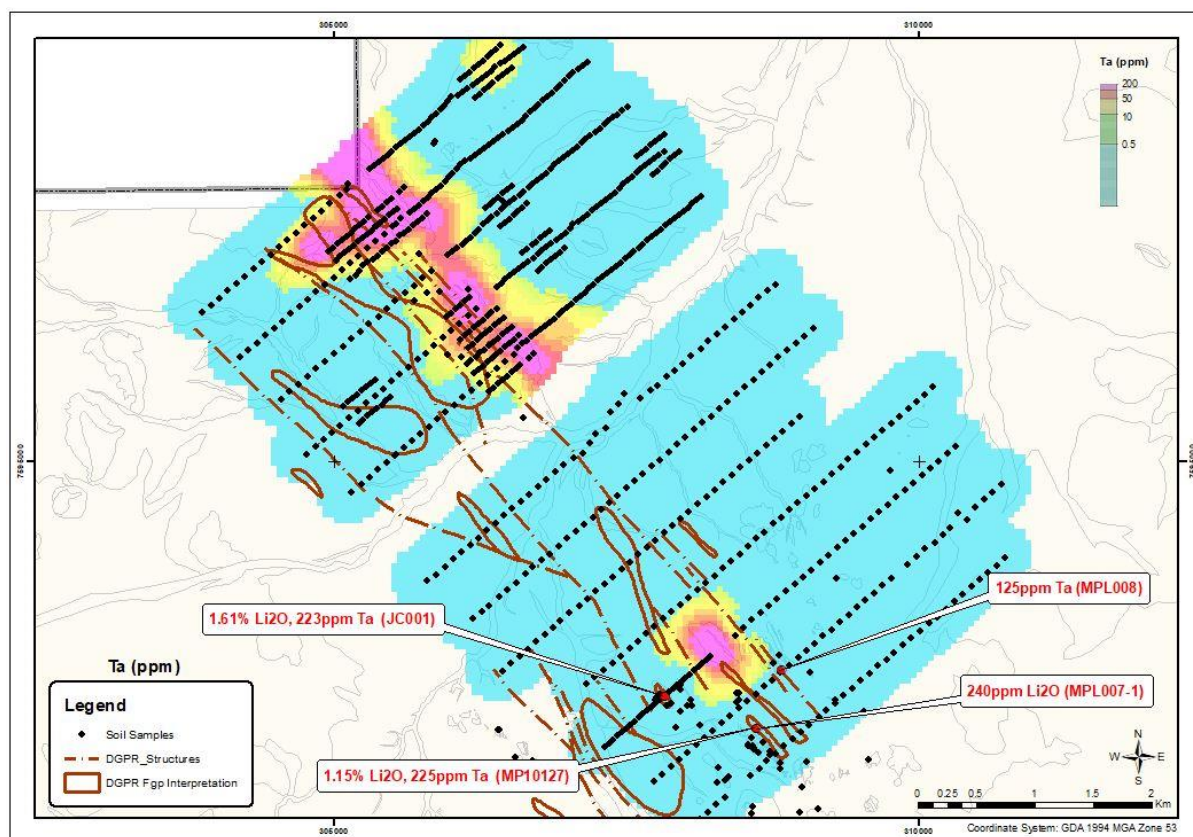 305000
310000
Ta (ppm)
200
50
10
0.5
7595000
7595000
1.61% Li2O, 223ppm Ta (JC001)
125ppm Ta (MPL008)
240ppm Li2O (MPL007-1)
1.15% Li2O, 225ppm Ta (MP10127)
Ta (ppm)
Legend
Soil Samples
DGPR_Structures
DGPR Fgp Interpretation
N
W E
S
0 0.25 0.5 1 1.5 2
Km
305000
310000
Coordinate System: GDA 1994 MGA Zone 53